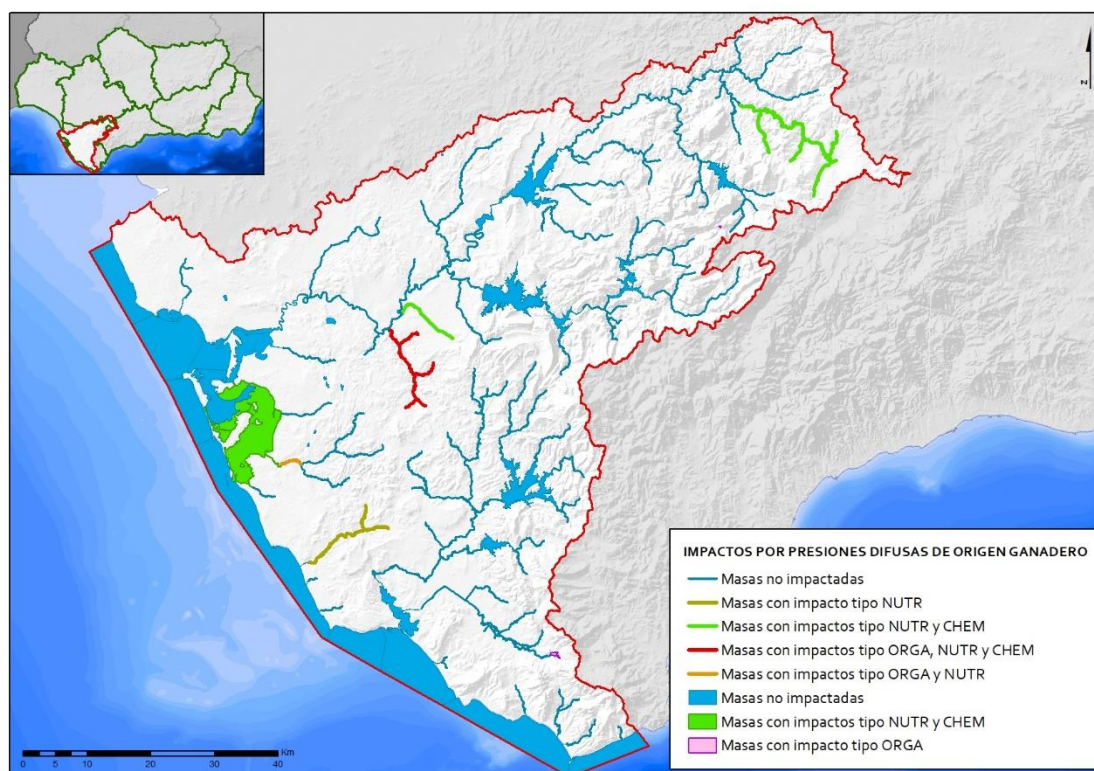 N
IMPACTOS POR PRESIONES DIFUSAS DE ORIGEN GANADERO
Masas no impactadas
Masas con impacto tipo NUTR
Masas con impactos tipo NUTR y CHEM
Masas con impactos tipo ORGA, NUTR y CHEM
Masas con impactos tipo ORGA y NUTR
Masas no impactadas
Masas con impactos tipo NUTR y CHEM
Masas con impacto tipo ORGA
Km
0 5 10 20 30 40